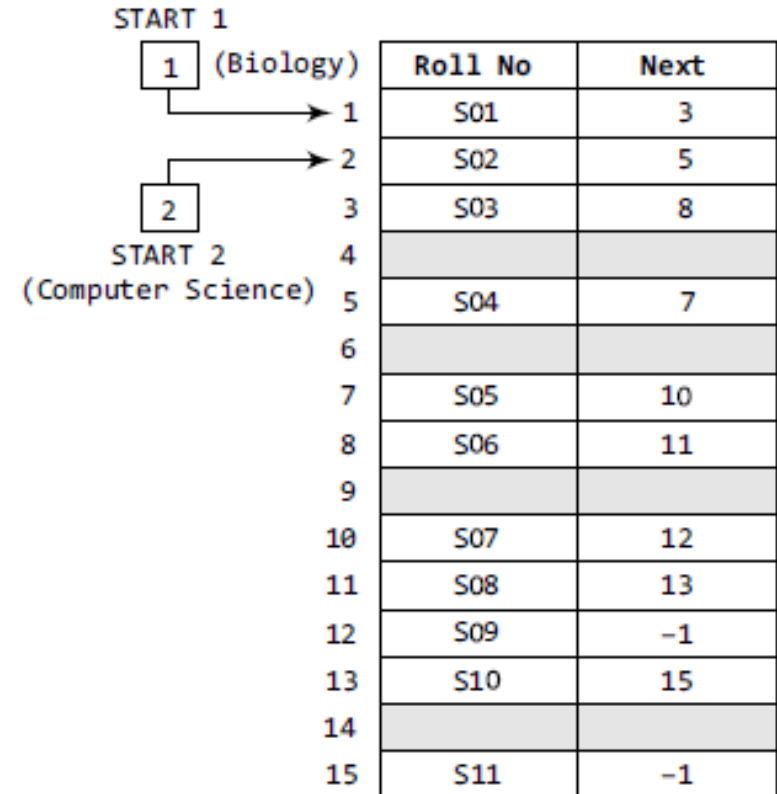 START 1
1 (Biology) Roll No Next
1 S01 3
2 S02 5
2 3 S03 8
START 2 4
(Computer Science) 5 S04 7
6
7 S05 10
8 S06 11
9
10 S07 12
11 S08 13
12 S09 −1
13 S10 15
14
15 S11 −1